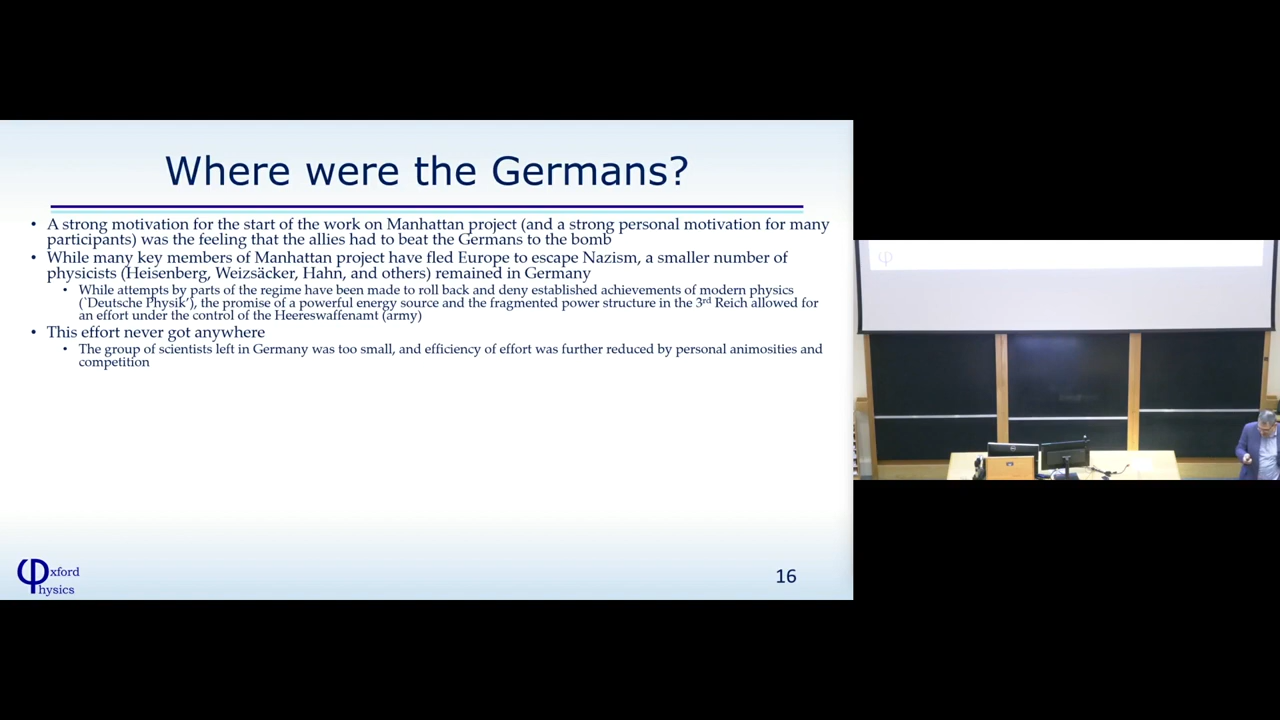 Where were the Germans?
• A strong motivation for the start of the work on Manhattan project (and a strong personal motivation for many
participants) was the feeling that the allies had to beat the Germans to the bomb
• While many key members of Manhattan project have fled Europe to escape Nazism, a smaller number of
physicists (Heisenberg, Weizsäcker, Hahn, and others) remained in Germany
• While attempts by parts of the regime have been made to roll back and deny established achievements of modern physics
(`Deutsche Physik’), the promise of a powerful energy source and the fragmented power structure in the 3rd Reich allowed for
an effort under the control of the Heereswaffenamt (army)
• This effort never got anywhere
• The group of scientists left in Germany was too small, and efficiency of effort was further reduced by personal animosities and
competition
φxford
hysics
16
φ